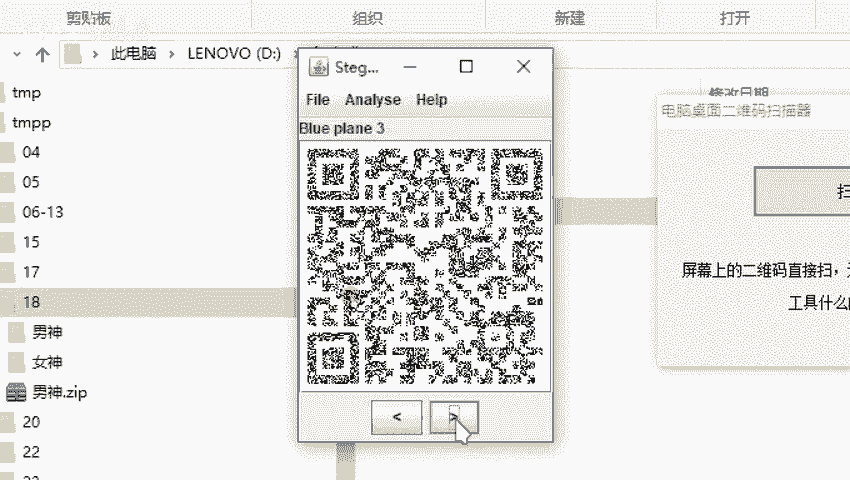 剪贴板 组织 新建 打开
此电脑 LENOVO (D:)
Steg...
tmp
File Analyse Help
修改日期
电脑桌面二维码扫描器
tmpp
Blue plane 3
04
05
06-13
扫
15
17
屏幕上的二维码直接扫，
18
工具什么
男神
女神
男神.zip
20
< >
22